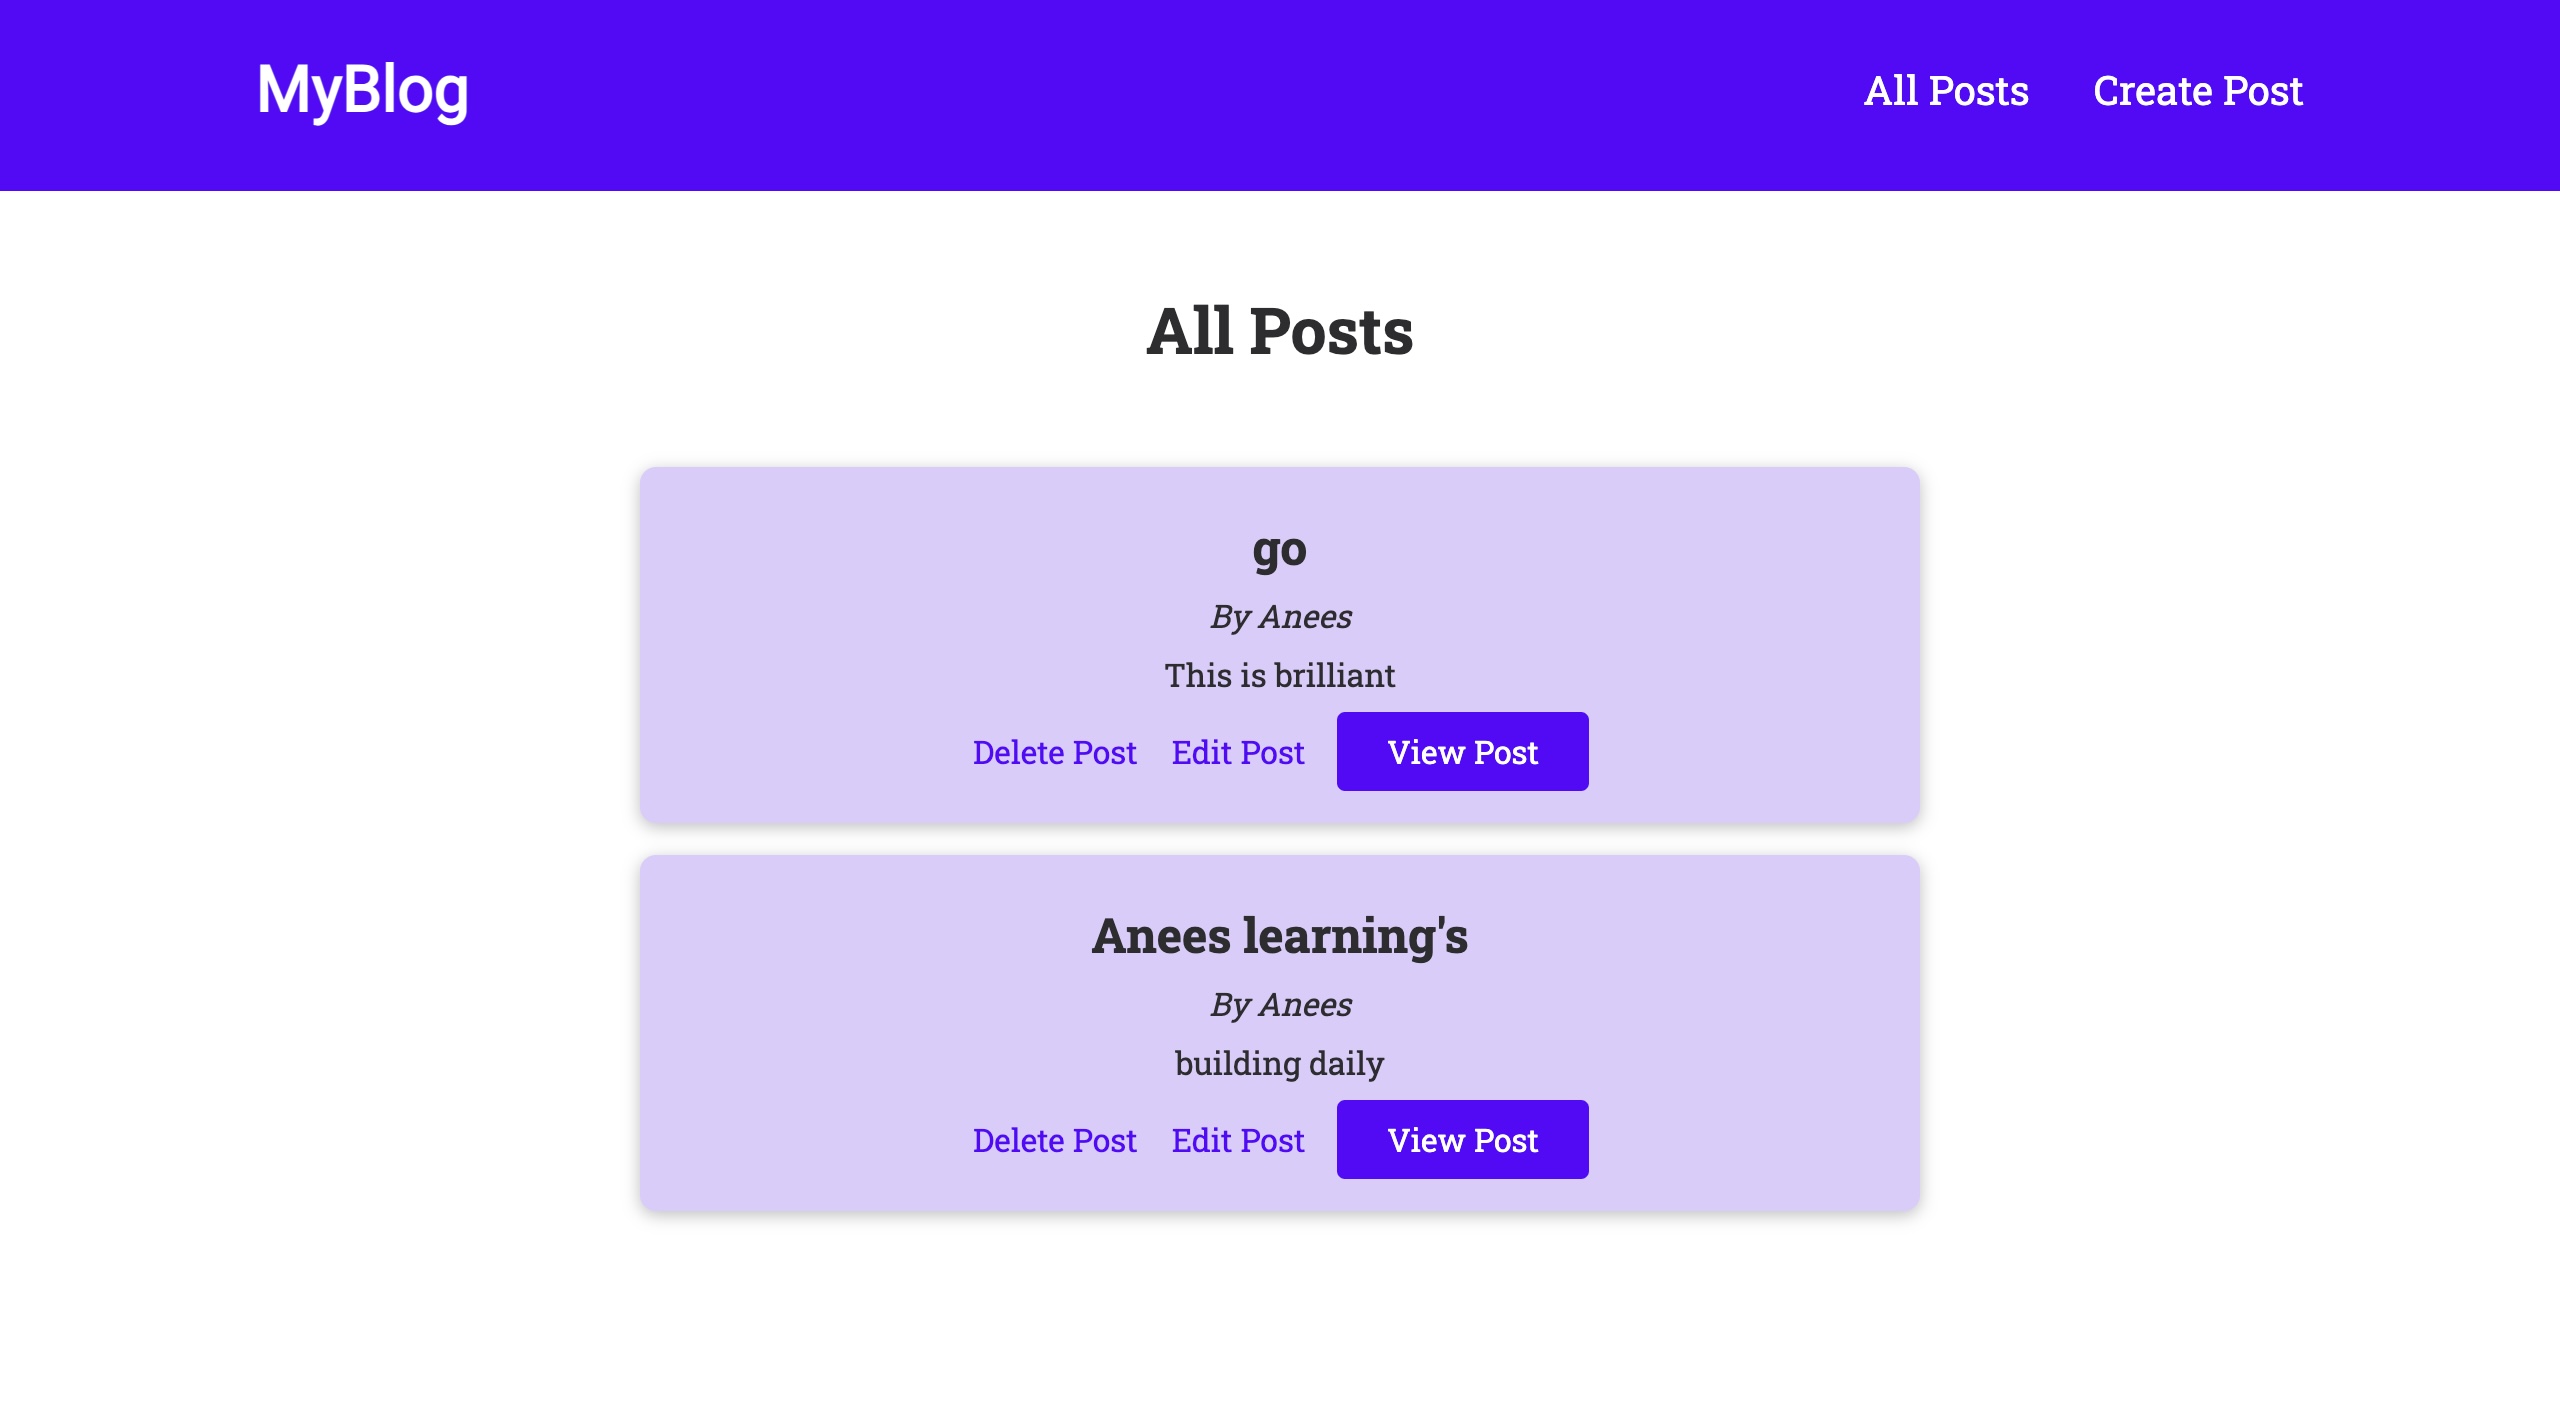 MyBlog
All Posts Create Post
All Posts
go
By Anees
This is brilliant
Delete Post Edit Post View Post
Anees learning's
By Anees
building daily
Delete Post Edit Post View Post